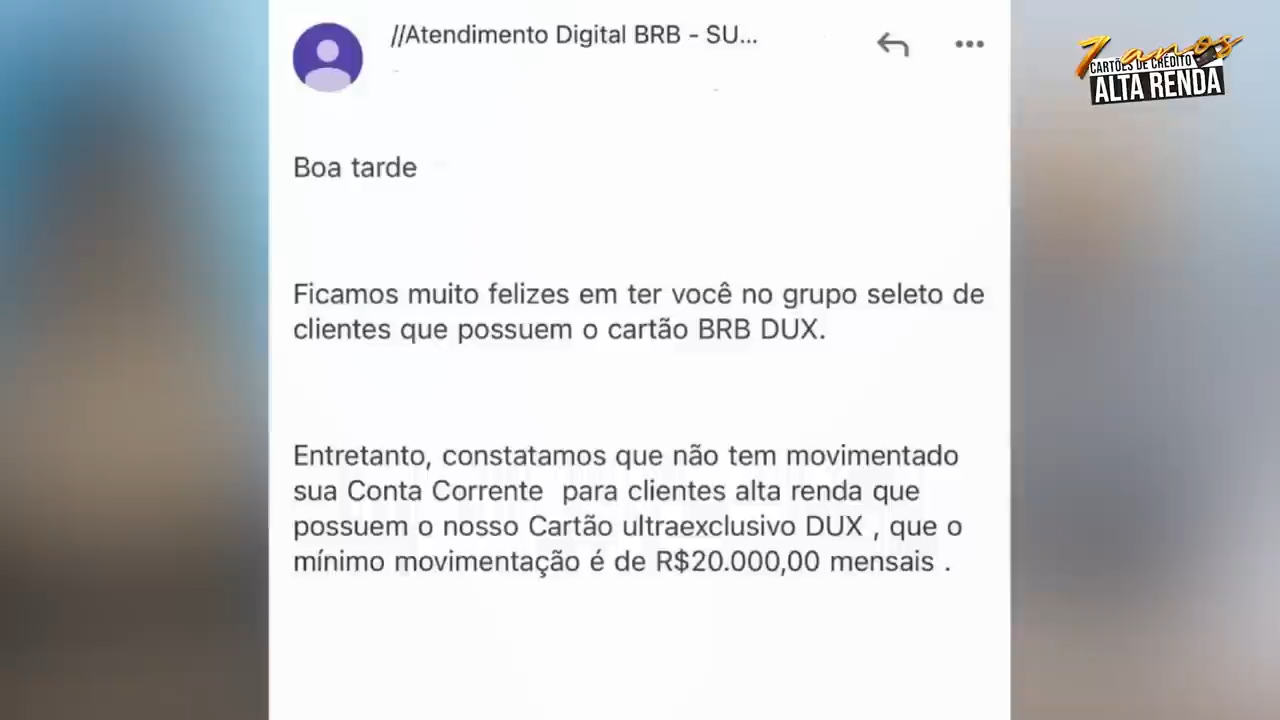 //Atendimento Digital BRB - SU...
7 anos
CARTÕES DE CRÉDITO
ALTA RENDA
Boa tarde
Ficamos muito felizes em ter você no grupo seleto de
clientes que possuem o cartão BRB DUX.
Entretanto, constatamos que não tem movimentado
sua Conta Corrente  para clientes alta renda que
possuem o nosso Cartão ultraexclusivo DUX , que o
mínimo movimentação é de R$20.000,00 mensais .